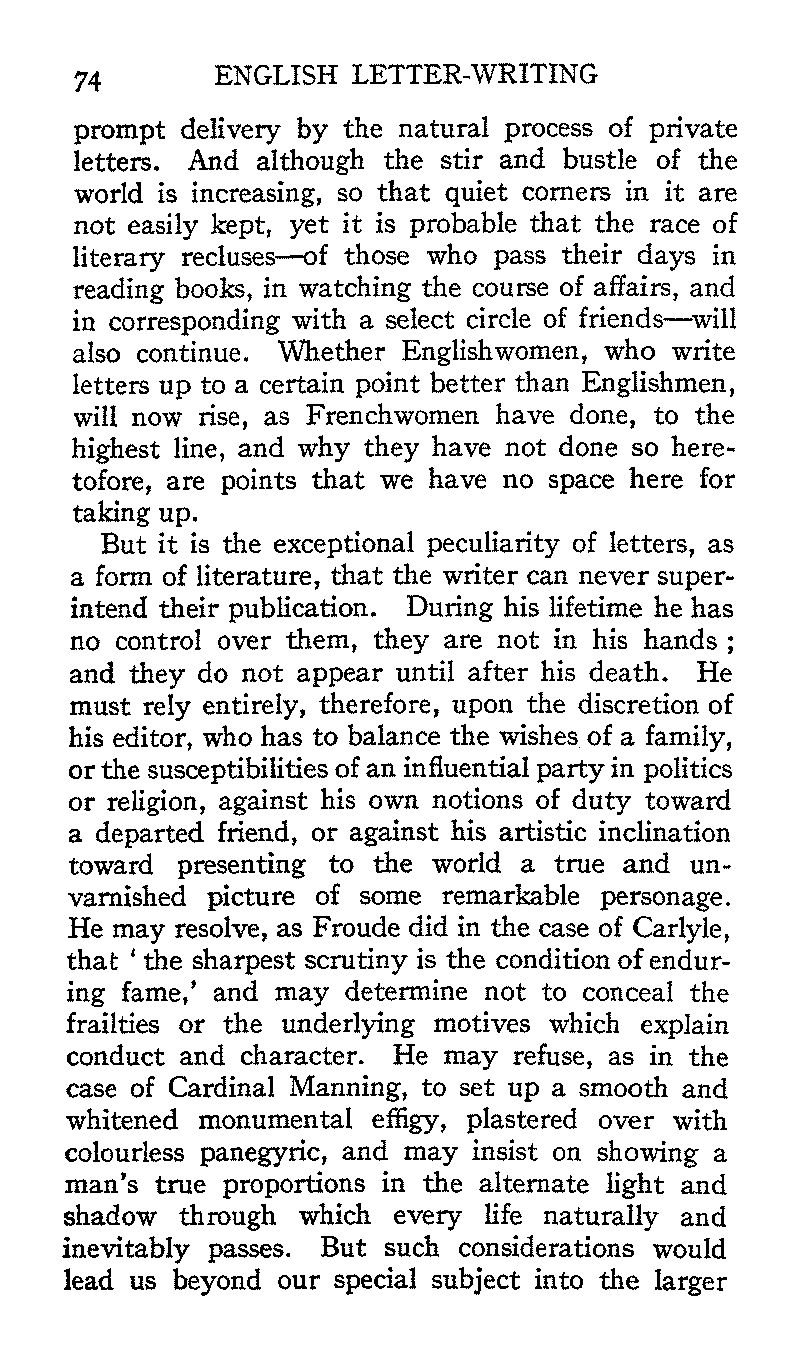 74 ENGLISH LETTER-WRITING
prompt delivery by the natural process of private
letters. And although the stir and bustle of the
world is increasing, so that quiet corners in it are
not easily kept, yet it is probable that the race of
literary recluses—of those who pass their days in
reading books, in watching the course of affairs, and
in corresponding with a select circle of friends—will
also continue. Whether Englishwomen, who write
letters up to a certain point better than Englishmen,
will now rise, as Frenchwomen have done, to the
highest line, and why they have not done so here-
tofore, are points that we have no space here for
taking up.
But it is the exceptional peculiarity of letters, as
a form of literature, that the writer can never super-
intend their publication. During his lifetime he has
no control over them, they are not in his hands ;
and they do not appear until after his death. He
must rely entirely, therefore, upon the discretion of
his editor, who has to balance the wishes of a family,
or the susceptibilities of an influential party in politics
or religion, against his own notions of duty toward
a departed friend, or against his artistic inclination
toward presenting to the world a true and un-
varnished picture of some remarkable personage.
He may resolve, as Froude did in the case of Carlyle,
that ‘ the sharpest scrutiny is the condition of endur-
ing fame,’ and may determine not to conceal the
frailties or the underlying motives which explain
conduct and character. He may refuse, as in the
case of Cardinal Manning, to set up a smooth and
whitened monumental effigy, plastered over with
colourless panegyric, and may insist on showing a
man's true proportions in the alternate light and
shadow through which every life naturally and
inevitably passes. But such considerations would
lead us beyond our special subject into the larger